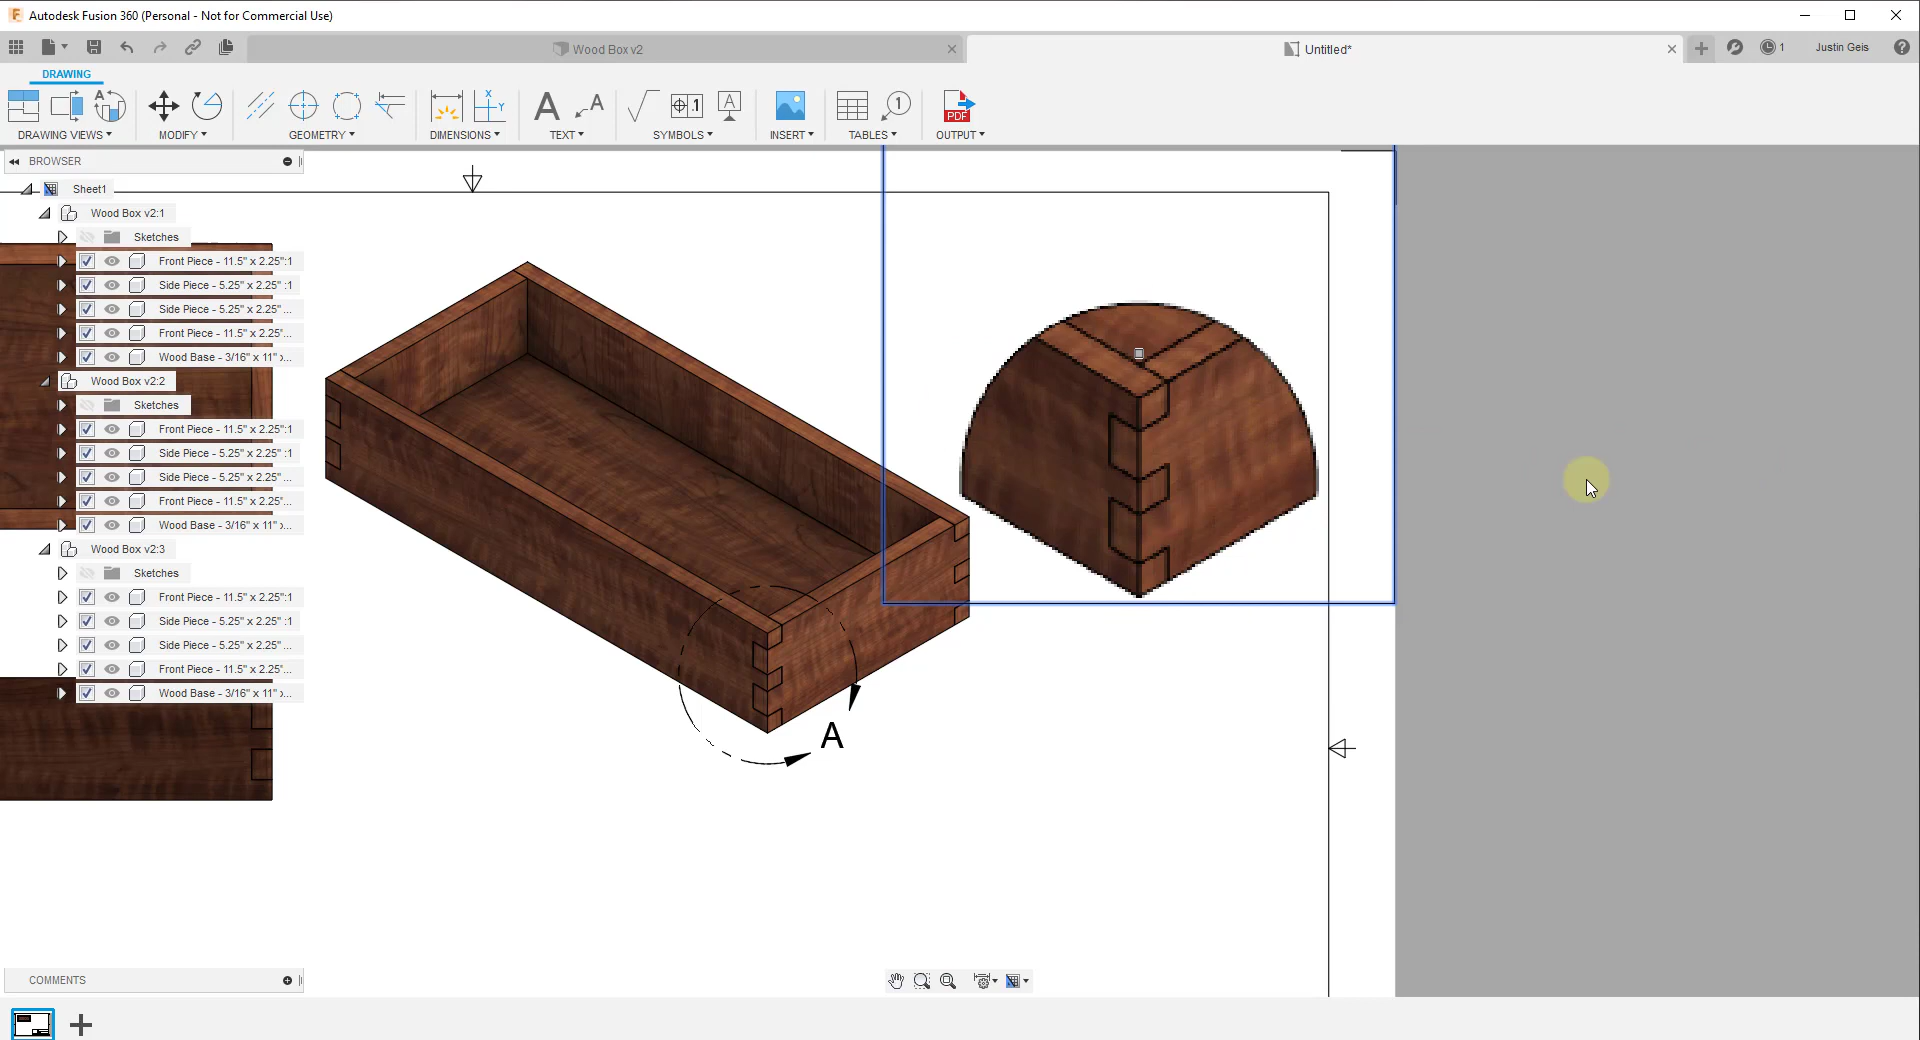 Autodesk Fusion 360 (Personal - Not for Commercial Use)
Wood Box v2
Untitled*
1
Justin Geis
DRAWING
DRAWING VIEWS
MODIFY
GEOMETRY
DIMENSIONS
TEXT
SYMBOLS
INSERT
TABLES
OUTPUT
BROWSER
Sheet1
Wood Box v2:1
Sketches
Front Piece - 11.5" x 2.25":1
Side Piece - 5.25" x 2.25" :1
Side Piece - 5.25" x 2.25" ...
Front Piece - 11.5" x 2.25"...
Wood Base - 3/16" x 11" x...
Wood Box v2:2
Sketches
Front Piece - 11.5" x 2.25":1
Side Piece - 5.25" x 2.25" :1
Side Piece - 5.25" x 2.25" ...
Front Piece - 11.5" x 2.25"...
Wood Base - 3/16" x 11" x...
Wood Box v2:3
Sketches
Front Piece - 11.5" x 2.25":1
Side Piece - 5.25" x 2.25" :1
Side Piece - 5.25" x 2.25" ...
Front Piece - 11.5" x 2.25"...
Wood Base - 3/16" x 11" x...
A
COMMENTS